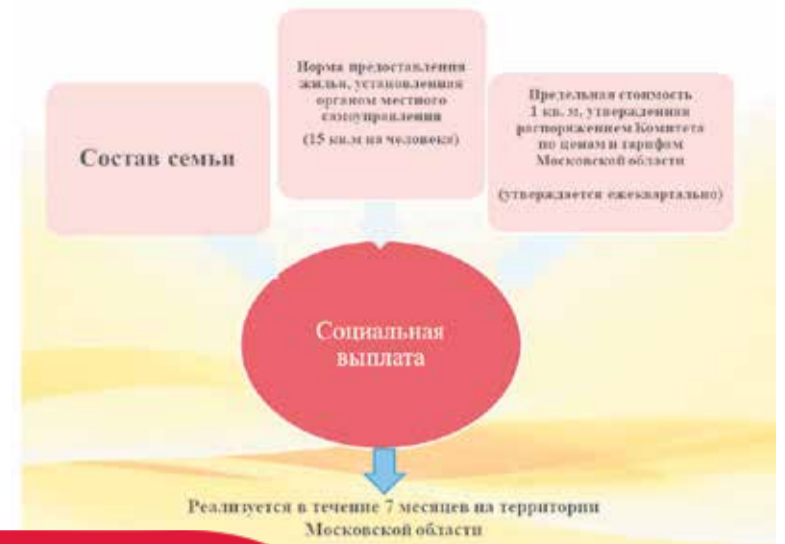 Состав семьи
Норма предоставления
жилья, установленная
органом местного
самоуправления
(15 кв.м на человека)
Предельная стоимость
1 кв. м, утвержденная
распоряжением Комитета
по ценам и тарифам
Московской области
(утверждается ежеквартально)
Социальная
выплата
Реализуется в течение 7 месяцев на территории
Московской области